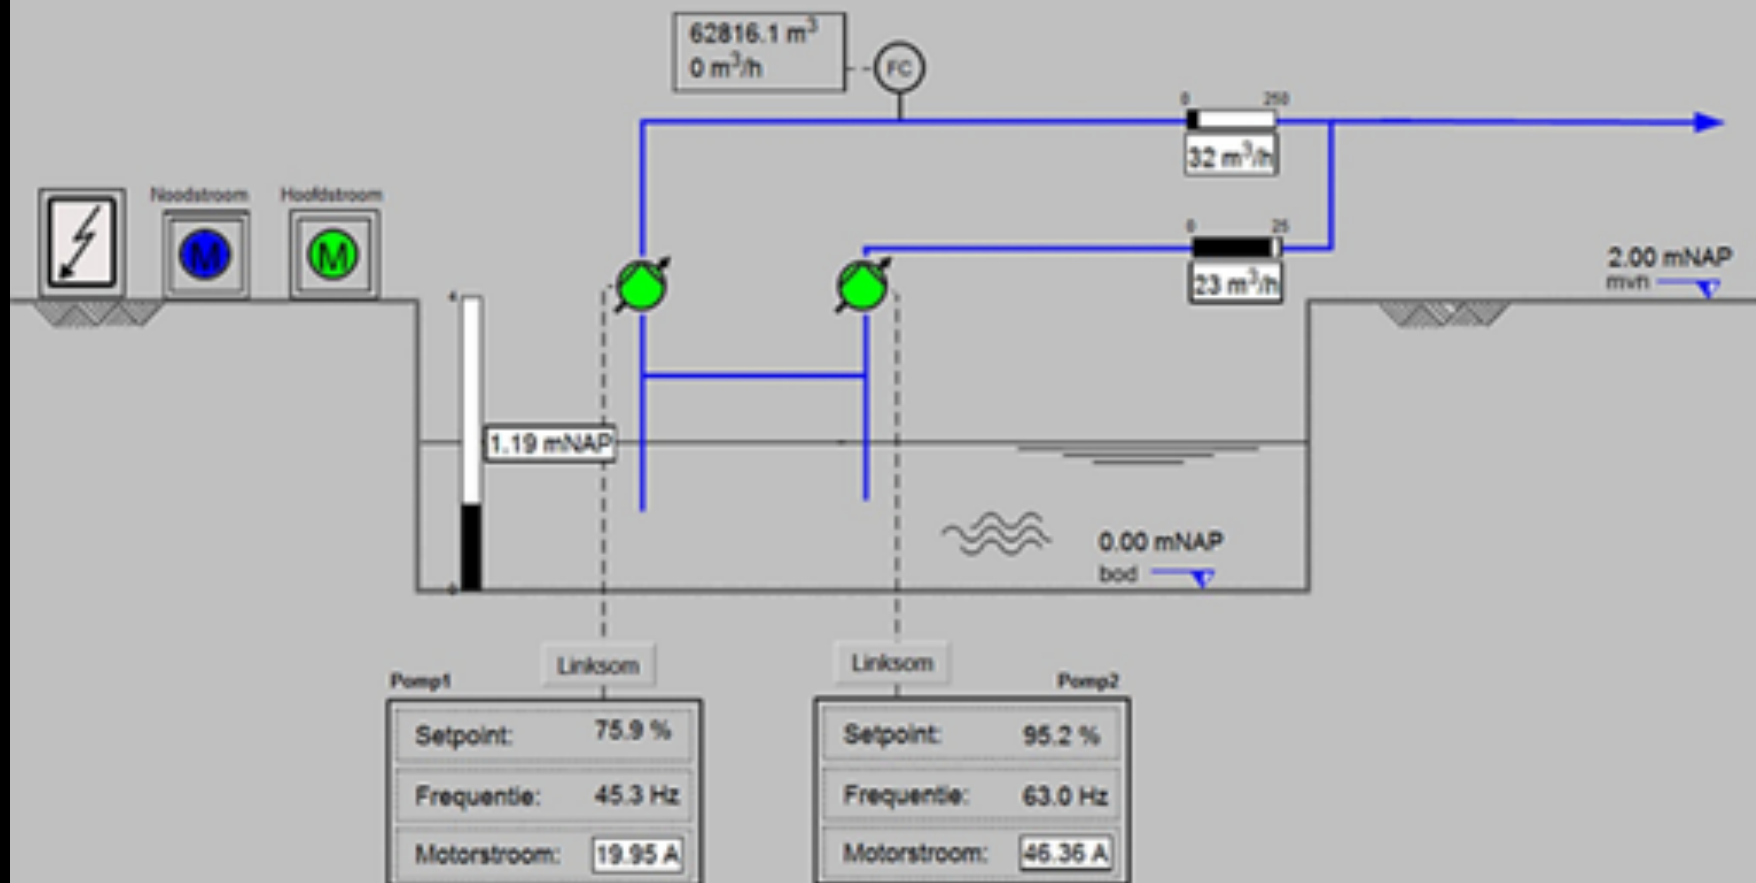 62816.1 m³
0 m³/h
FC
0 250
32 m³/h
Noodstroom Hoofdstroom
M M
0 25
23 m³/h
2.00 mNAP
mvn
4
1.19 mNAP
0.00 mNAP
bod
0
Linksom Linksom
Pomp1 Pomp2
Setpoint: 75.9 % Setpoint: 95.2 %
Frequentie: 45.3 Hz Frequentie: 63.0 Hz
Motorstroom: 19.95 A Motorstroom: 46.36 A